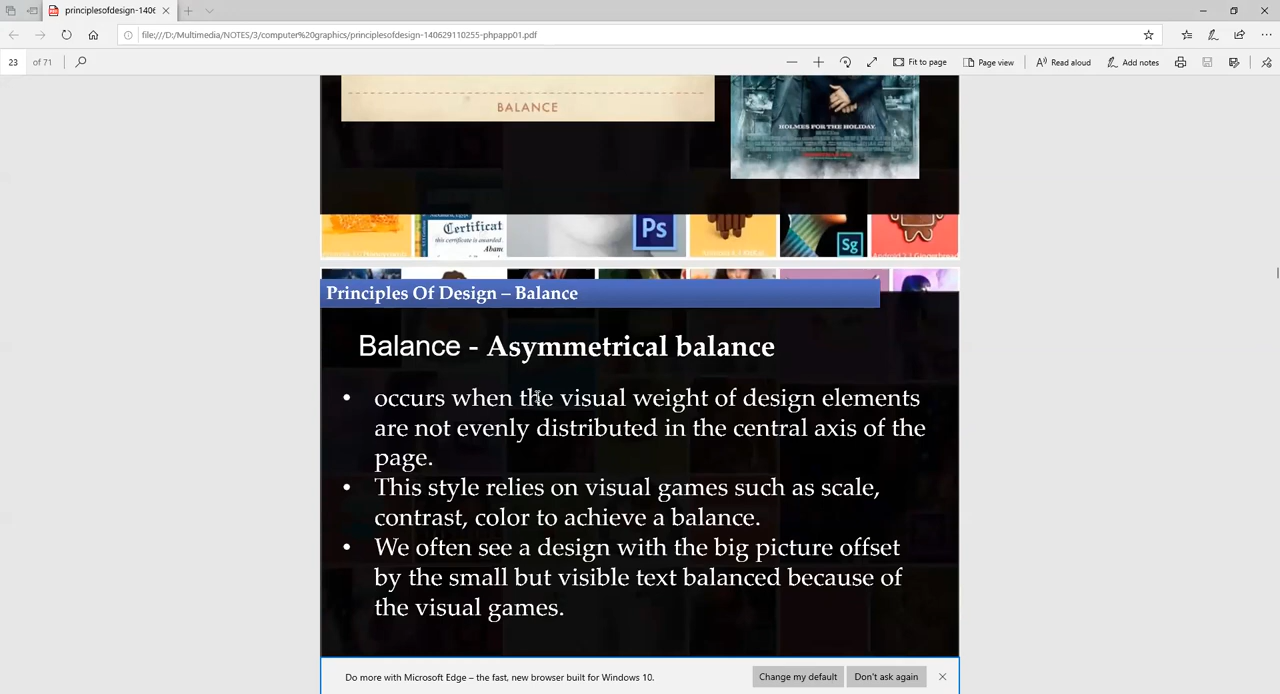 principlesofdesign-1406
file:///D:/Multimedia/NOTES/3/computer%20graphics/principlesofdesign-140629110255-phpapp01.pdf
23 of 71
Fit to page
Page view
Read aloud
Add notes
BALANCE
HOLMES FOR THE HOLIDAY.
Certificat
this certificate is awarded
Aham
Ps
Sg
Principles Of Design – Balance
Balance - Asymmetrical balance
• occurs when the visual weight of design elements
are not evenly distributed in the central axis of the
page.
• This style relies on visual games such as scale,
contrast, color to achieve a balance.
• We often see a design with the big picture offset
by the small but visible text balanced because of
the visual games.
Do more with Microsoft Edge – the fast, new browser built for Windows 10.
Change my default
Don't ask again